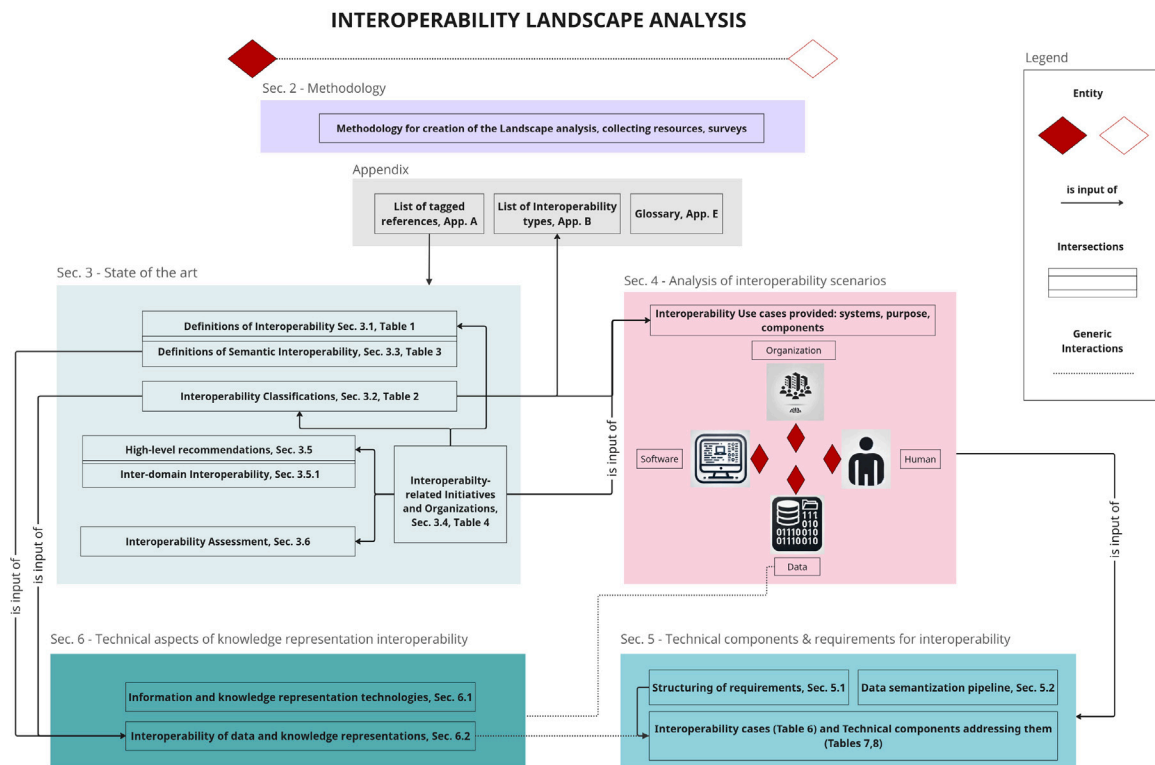 INTEROPERABILITY LANDSCAPE ANALYSIS
Sec. 2 - Methodology
Methodology for creation of the Landscape analysis, collecting resources, surveys
Appendix
List of tagged
references, App. A
List of Interoperability
types, App. B
Glossary, App. E
Legend
Entity
is input of
Intersections
Generic
Interactions
Sec. 3 - State of the art
Definitions of Interoperability Sec. 3.1, Table 1
Definitions of Semantic Interoperability, Sec. 3.3, Table 3
Interoperability Classifications, Sec. 3.2, Table 2
High-level recommendations, Sec. 3.5
Inter-domain Interoperability, Sec. 3.5.1
Interoperability Assessment, Sec. 3.6
Interoperabilty-
related Initiatives
and Organizations,
Sec. 3.4, Table 4
is input of
is input of
is input of
Sec. 4 - Analysis of interoperability scenarios
Interoperability Use cases provided: systems, purpose,
components
Organization
Software
Human
111
010
01110 010
01110 010
Data
is input of
Sec. 6 - Technical aspects of knowledge representation interoperability
Information and knowledge representation technologies, Sec. 6.1
Interoperability of data and knowledge representations, Sec. 6.2
Sec. 5 - Technical components & requirements for interoperability
Structuring of requirements, Sec. 5.1
Data semantization pipeline, Sec. 5.2
Interoperability cases (Table 6) and Technical components addressing them
(Tables 7,8)